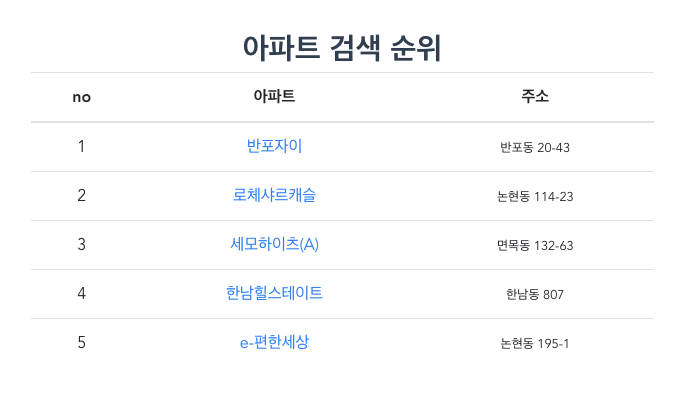 아파트 검색 순위
no 아파트 주소
1 반포자이 반포동 20-43
2 로체샤르캐슬 논현동 114-23
3 세모하이츠(A) 면목동 132-63
4 한남힐스테이트 한남동 807
5 e-편한세상 논현동 195-1